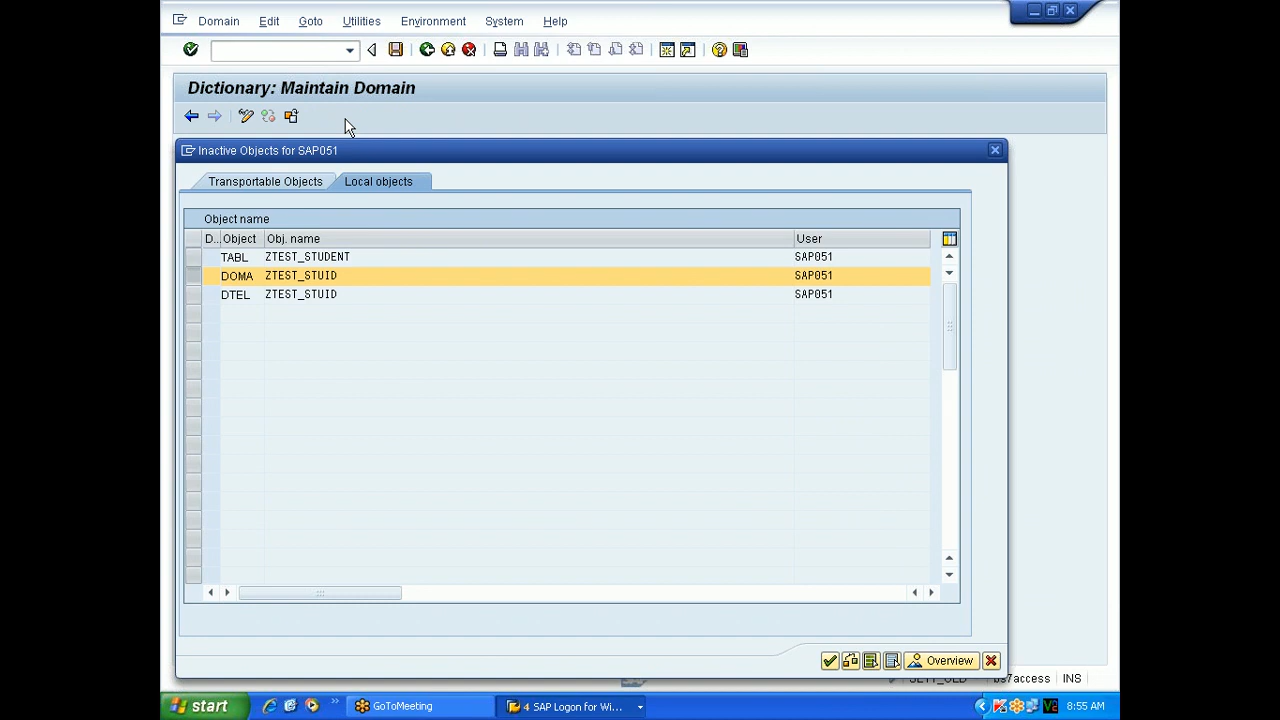 Domain Edit Goto Utilities Environment System Help
Dictionary: Maintain Domain
Inactive Objects for SAP051
Transportable Objects Local objects
Object name
D... Object Obj. name User
TABL ZTEST_STUDENT SAP051
DOMA ZTEST_STUID SAP051
DTEL ZTEST_STUID SAP051
Overview
INS
start GoToMeeting 4 SAP Logon for Wi... 8:55 AM